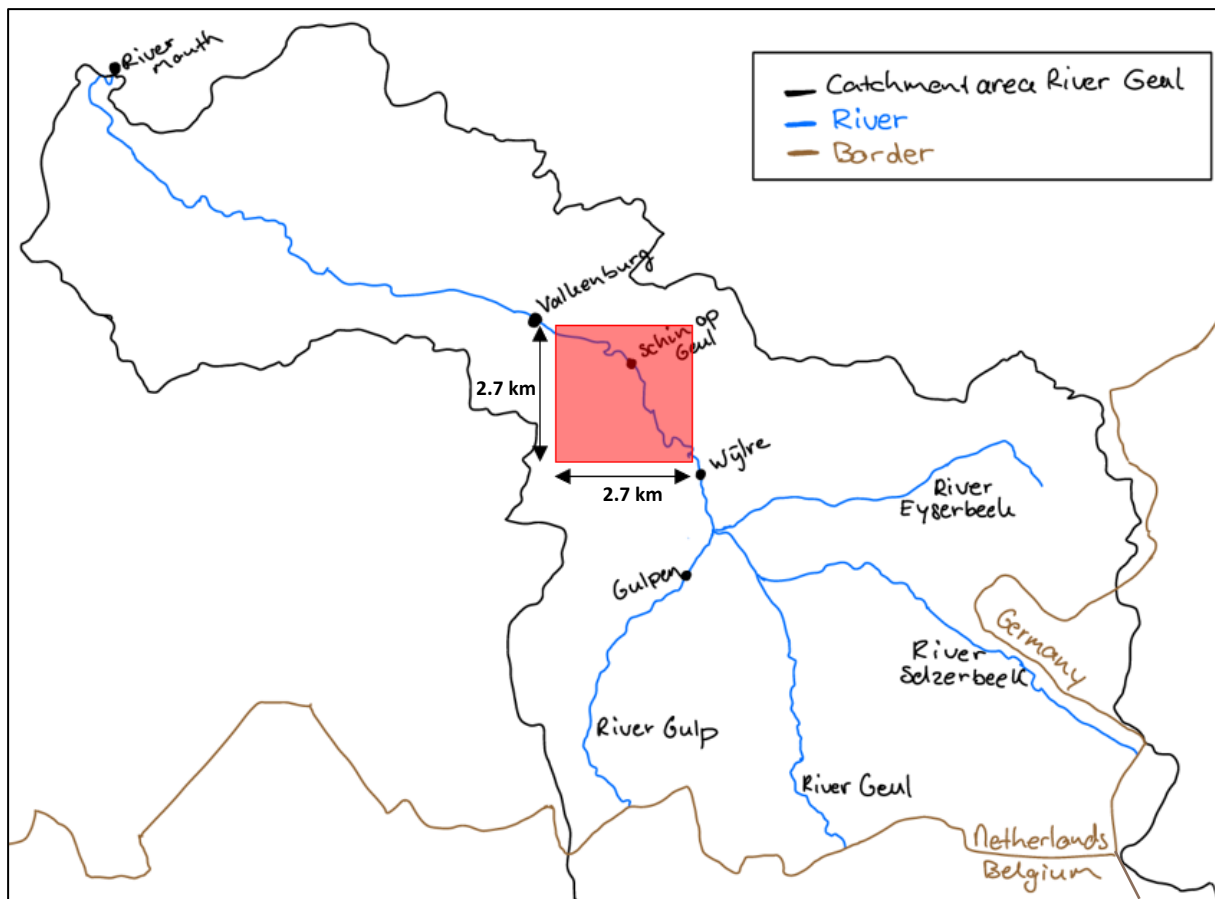 River
Mouth
Catchment area River Geul
River
Border
Valkenburg
Schin op
Geul
2.7 km
2.7 km
Wijlre
River
Eyserbeek
Gulpen
Germany
River
Selzerbeek
River Gulp
River Geul
Netherlands
Belgium